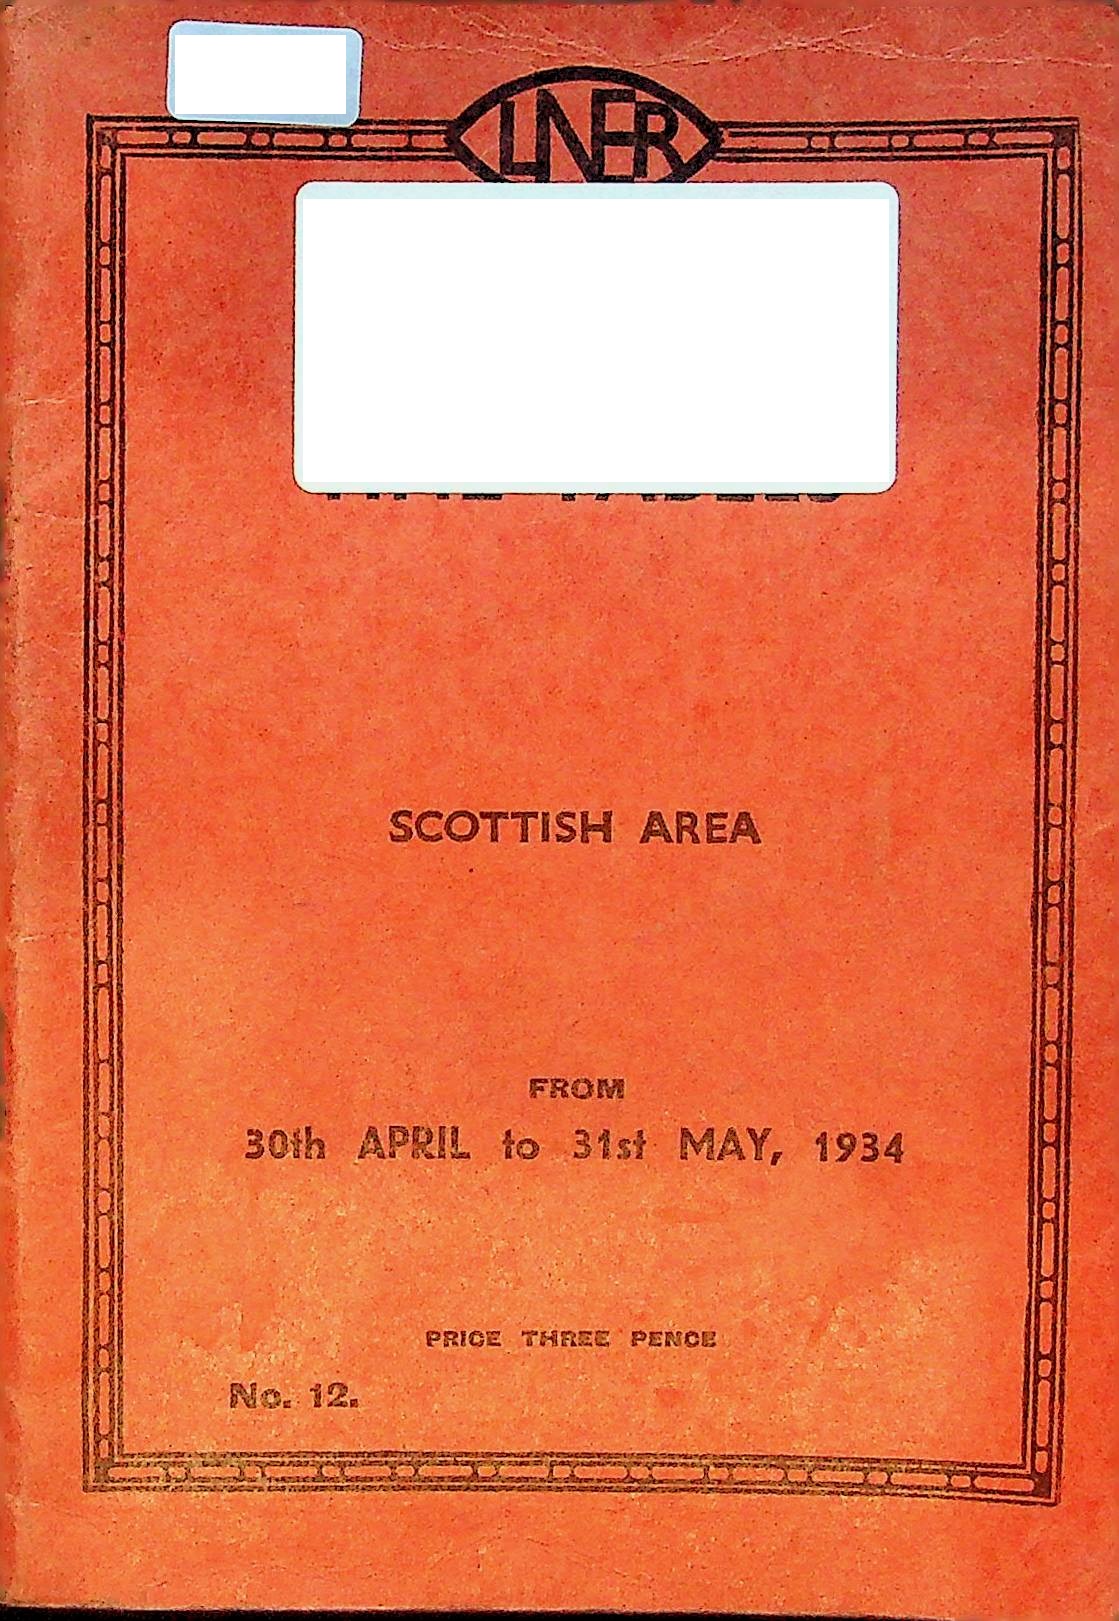 LNER
SCOTTISH AREA
FROM
30th APRIL to 31st MAY, 1934
PRICE THREE PENCE
No. 12.